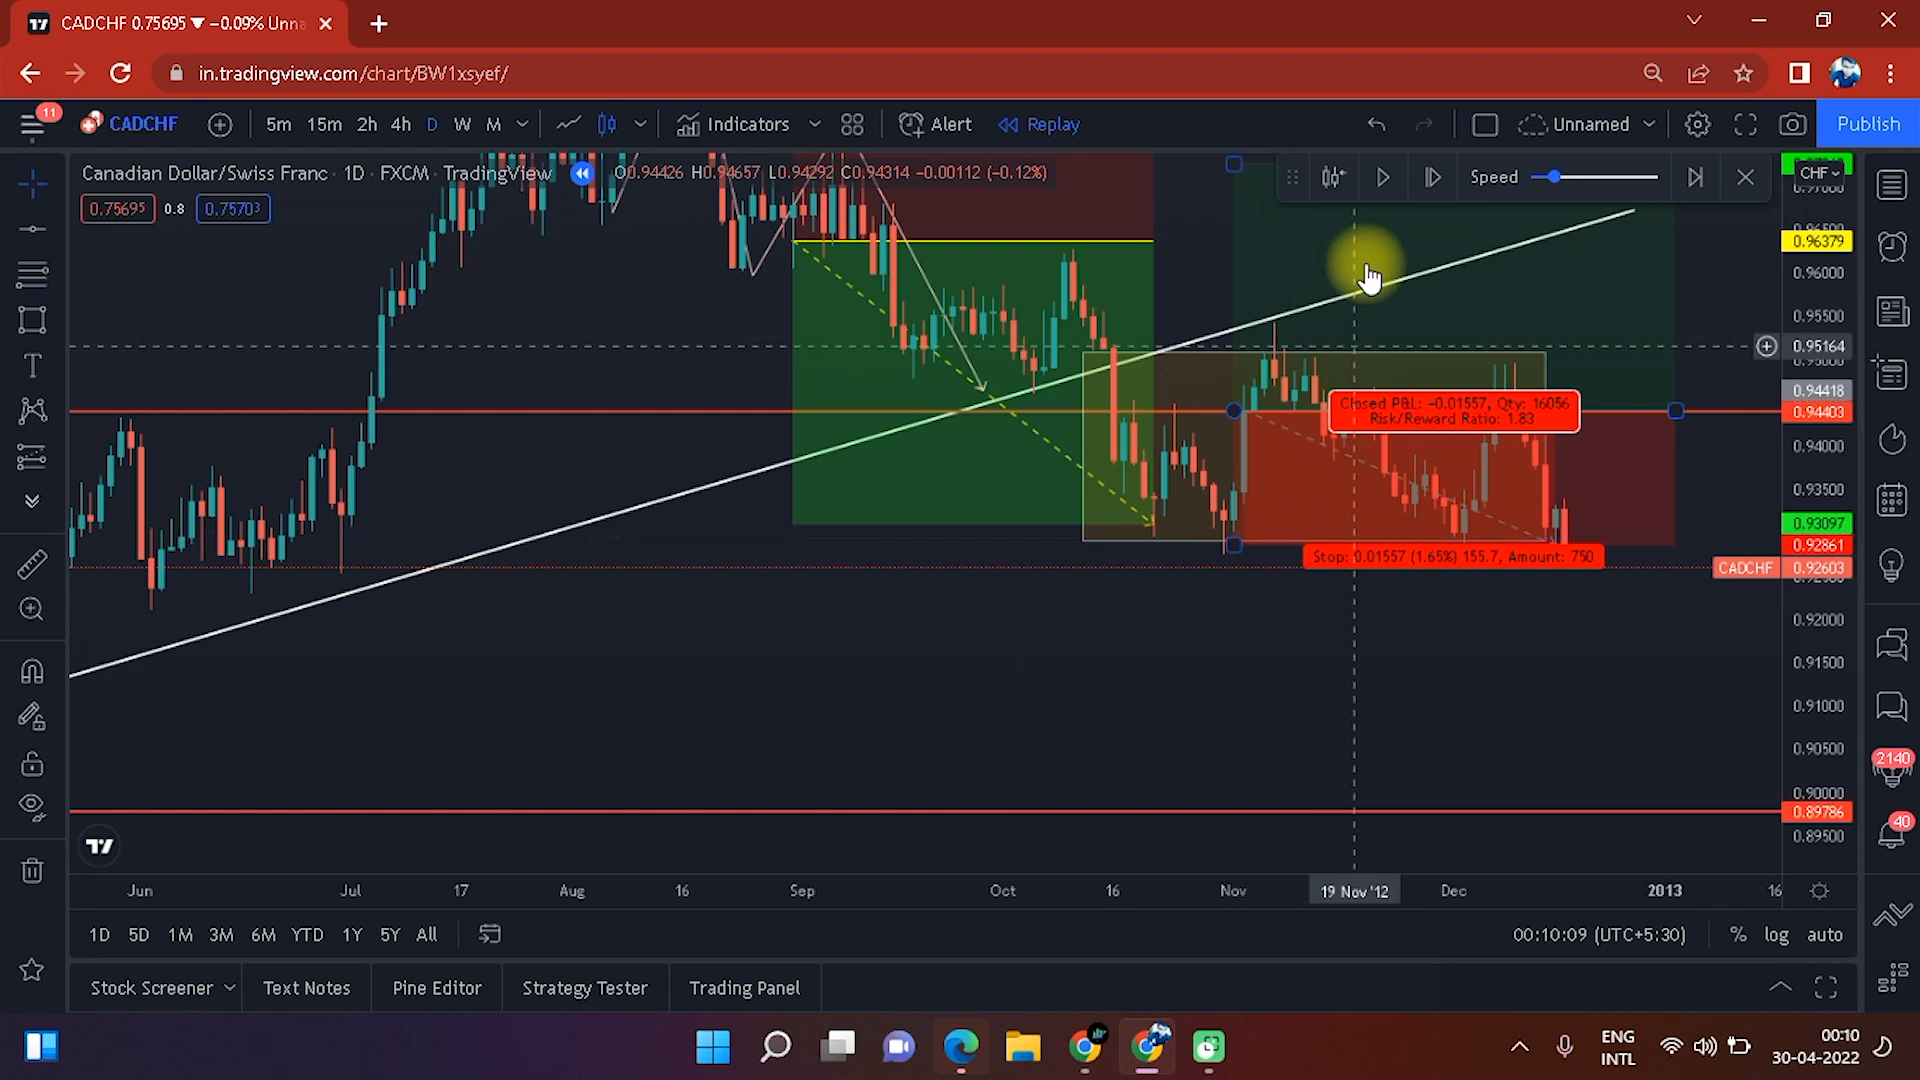 CADCHF 0.75695 ▼ −0.09% Unna
in.tradingview.com/chart/BW1xsyef/
11
CADCHF
5m 15m 2h 4h D W M
Indicators
Alert
Replay
Unnamed
Publish
Canadian Dollar/Swiss Franc · 1D · FXCM · TradingView
O0.94426 H0.94657 L0.94292 C0.94314 −0.00112 (−0.12%)
0.75695 0.8 0.75703
Speed
CHF
0.96379
0.96000
0.95500
0.95164
0.94418
0.94403
0.94000
0.93500
0.93097
0.92861
CADCHF 0.92603
0.92000
0.91500
0.91000
0.90500
0.90000
0.89786
0.89500
Closed P&L: −0.01557, Qty: 16056
Risk/Reward Ratio: 1.83
Stop: 0.01557 (1.65%) 155.7, Amount: 750
2140
40
Jun Jul 17 Aug 16 Sep Oct 16 Nov 19 Nov '12 Dec 2013 16
1D 5D 1M 3M 6M YTD 1Y 5Y All
00:10:09 (UTC+5:30)
% log auto
Stock Screener Text Notes Pine Editor Strategy Tester Trading Panel
ENG
INTL
00:10
30-04-2022